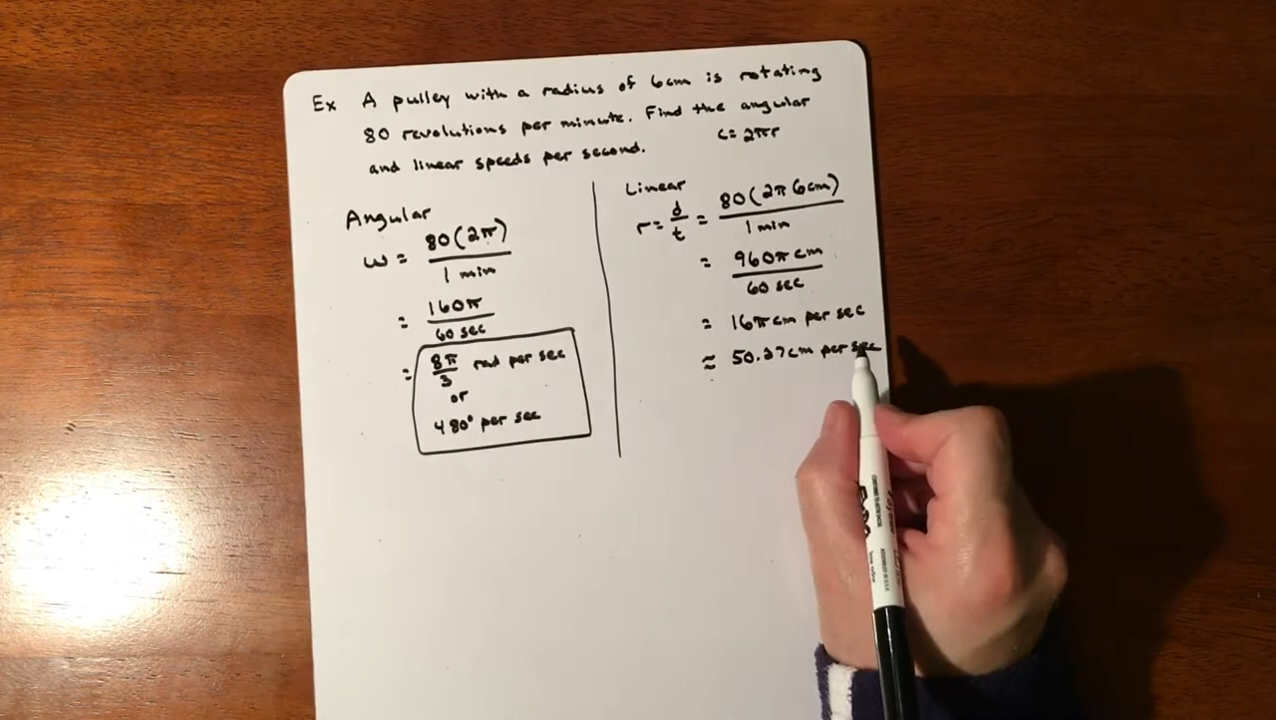 Ex A pulley with a radius of 6cm is rotating
80 revolutions per minute. Find the angular
and linear speeds per second.
c = 2πr
Angular
ω = 80(2π) / 1 min
= 160π / 60 sec
= 8π / 3 rad per sec
or
480° per sec
Linear
r = d / t = 80(2π 6cm) / 1 min
= 960π cm / 60 sec
= 16π cm per sec
≈ 50.27cm per sec
EXPO